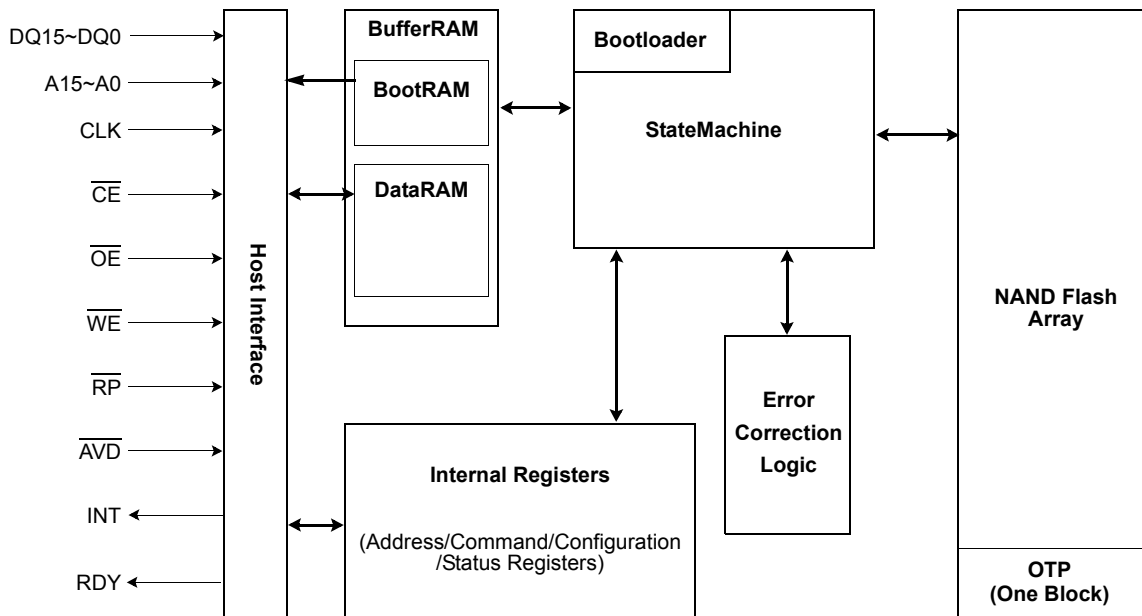 DQ15~DQ0
A15~A0
CLK
CE
OE
WE
RP
AVD
INT
RDY
Host Interface
BufferRAM
BootRAM
DataRAM
Bootloader
StateMachine
Internal Registers
(Address/Command/Configuration
/Status Registers)
Error
Correction
Logic
NAND Flash
Array
OTP
(One Block)